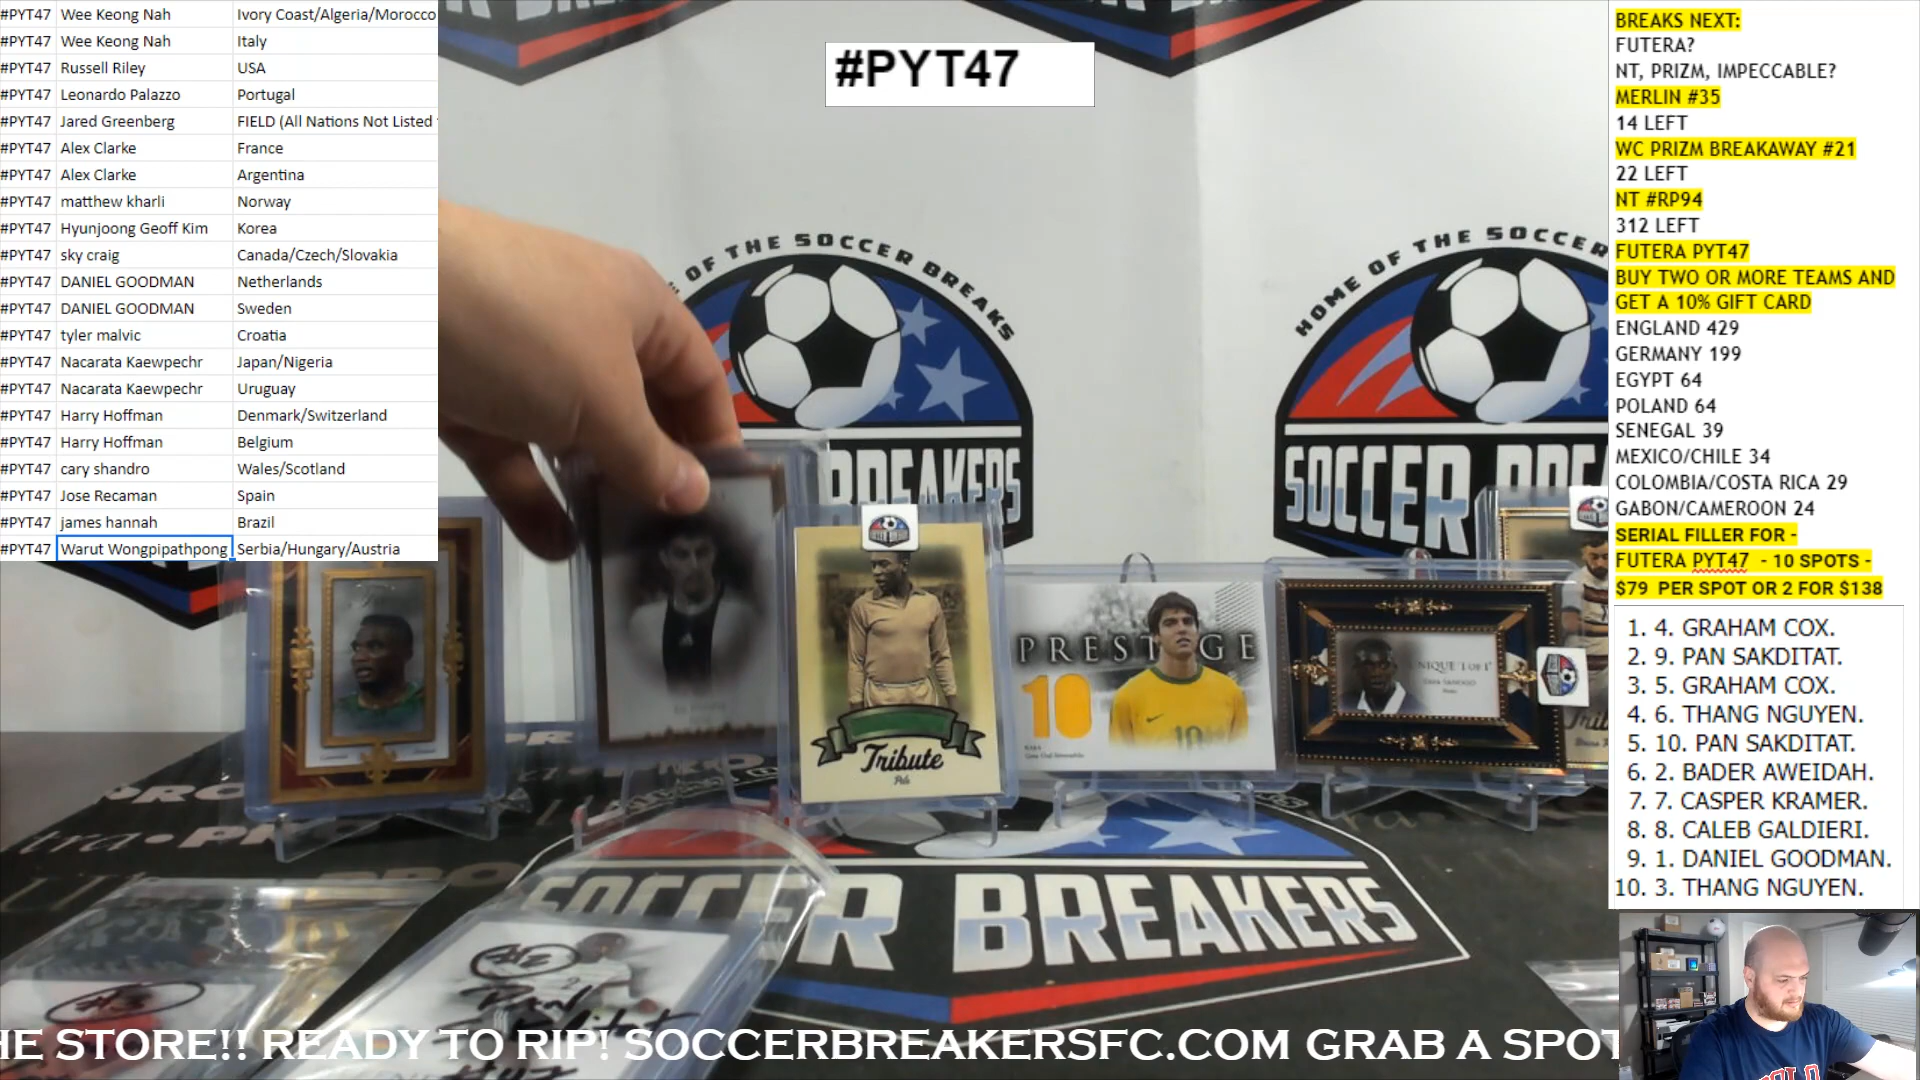 #PYT47 Wee Keong Nah Ivory Coast/Algeria/Morocco
#PYT47 Wee Keong Nah Italy
#PYT47 Russell Riley USA
#PYT47 Leonardo Palazzo Portugal
#PYT47 Jared Greenberg FIELD (All Nations Not Listed
#PYT47 Alex Clarke France
#PYT47 Alex Clarke Argentina
#PYT47 matthew kharli Norway
#PYT47 Hyunjoong Geoff Kim Korea
#PYT47 sky craig Canada/Czech/Slovakia
#PYT47 DANIEL GOODMAN Netherlands
#PYT47 DANIEL GOODMAN Sweden
#PYT47 tyler malvic Croatia
#PYT47 Nacarata Kaewpechr Japan/Nigeria
#PYT47 Nacarata Kaewpechr Uruguay
#PYT47 Harry Hoffman Denmark/Switzerland
#PYT47 Harry Hoffman Belgium
#PYT47 cary shandro Wales/Scotland
#PYT47 Jose Recaman Spain
#PYT47 james hannah Brazil
#PYT47 Warut Wongpipathpong Serbia/Hungary/Austria
#PYT47
OF THE SOCCER BREAKS
BREAKERS
HOME OF THE SOCCER
SOCCER BRE
Tribute
Pele
PRESTIGE
10
10
SOCCER BREAKERS
BREAKS NEXT:
FUTERA?
NT, PRIZM, IMPECCABLE?
MERLIN #35
14 LEFT
WC PRIZM BREAKAWAY #21
22 LEFT
NT #RP94
312 LEFT
FUTERA PYT47
BUY TWO OR MORE TEAMS AND
GET A 10% GIFT CARD
ENGLAND 429
GERMANY 199
EGYPT 64
POLAND 64
SENEGAL 39
MEXICO/CHILE 34
COLOMBIA/COSTA RICA 29
GABON/CAMEROON 24
SERIAL FILLER FOR -
FUTERA PYT47 - 10 SPOTS -
$79 PER SPOT OR 2 FOR $138
1. 4. GRAHAM COX.
2. 9. PAN SAKDITAT.
3. 5. GRAHAM COX.
4. 6. THANG NGUYEN.
5. 10. PAN SAKDITAT.
6. 2. BADER AWEIDAH.
7. 7. CASPER KRAMER.
8. 8. CALEB GALDIERI.
9. 1. DANIEL GOODMAN.
10. 3. THANG NGUYEN.
HE STORE!! READY TO RIP! SOCCERBREAKERSFC.COM GRAB A SPOT